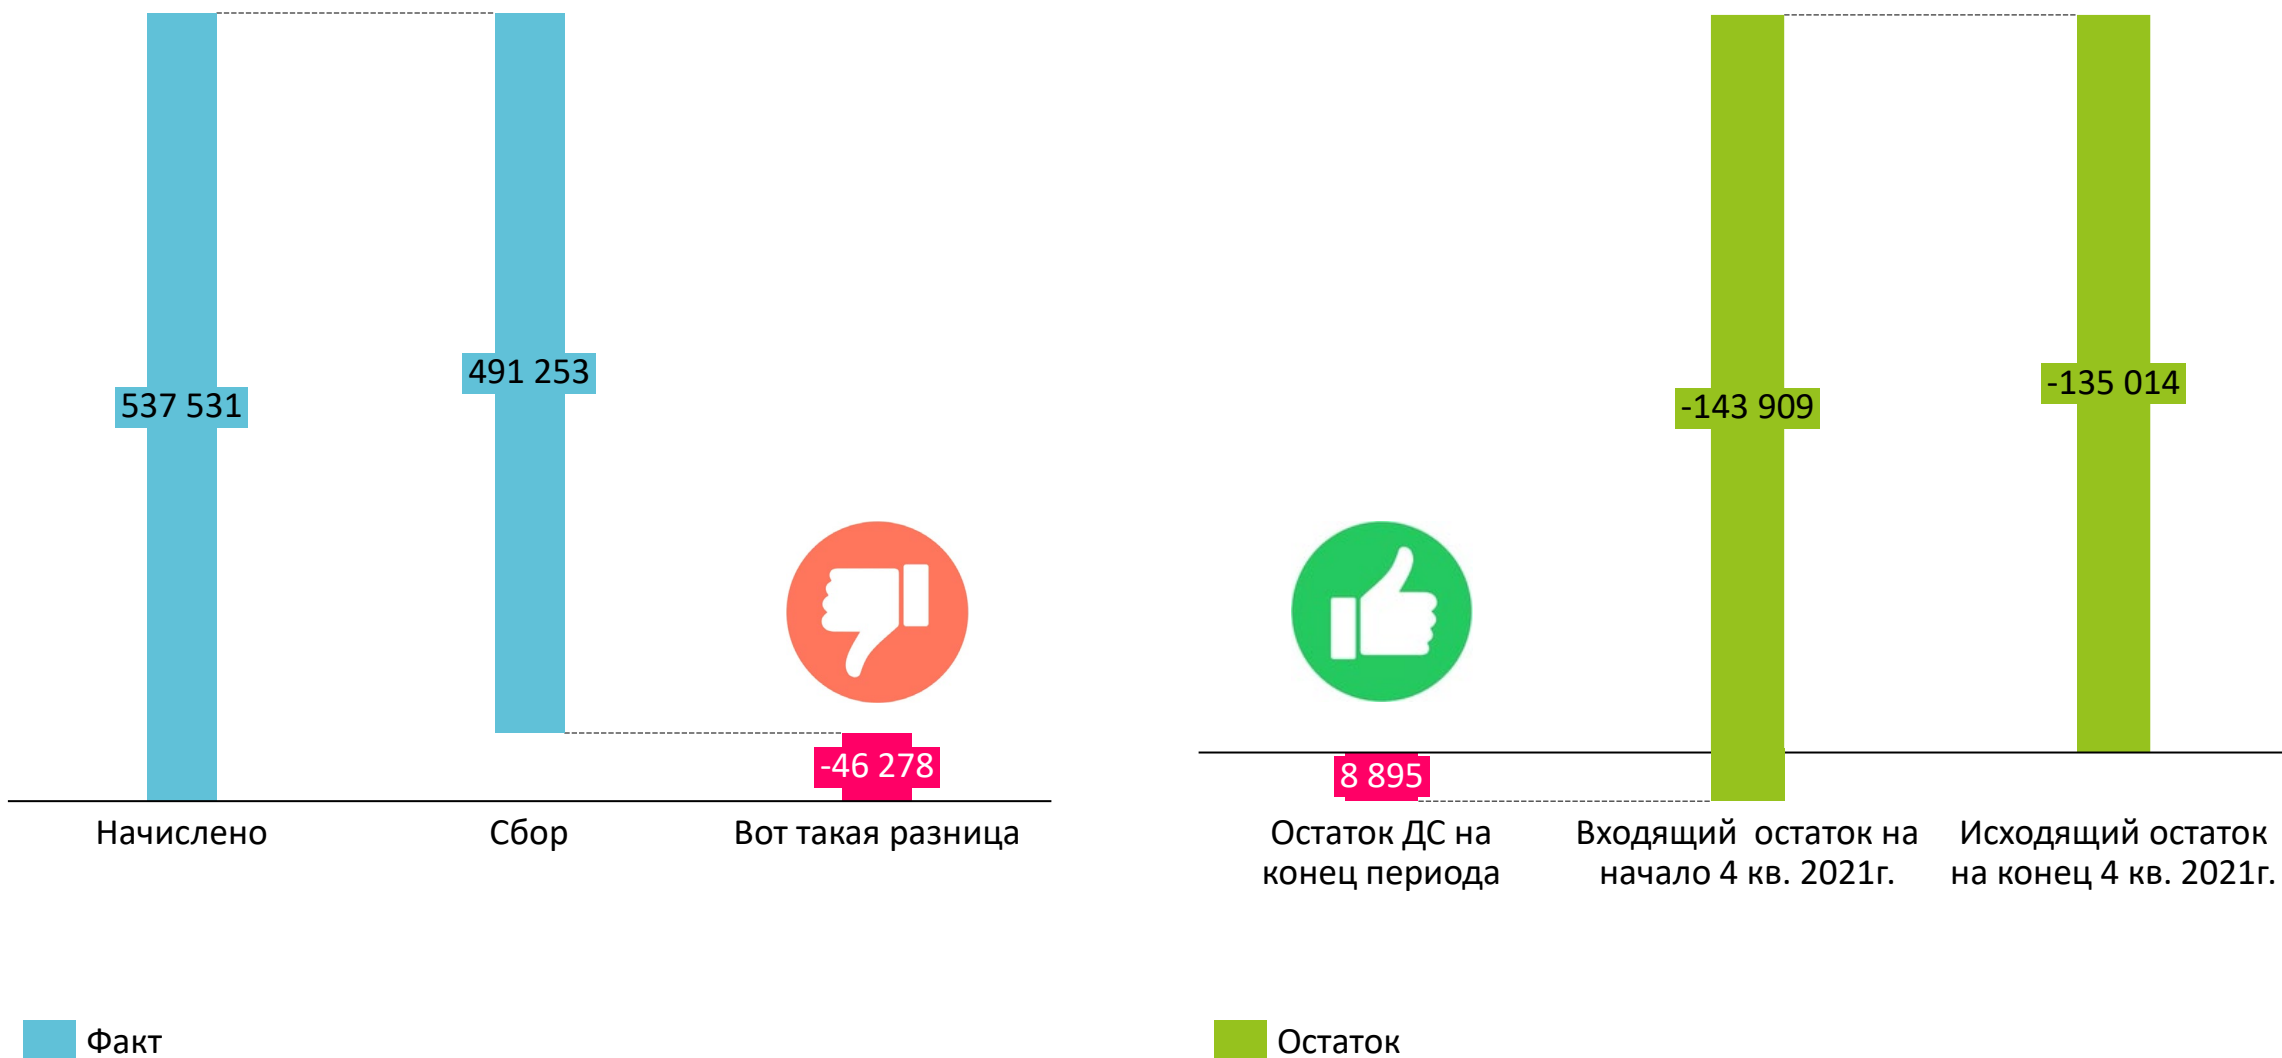 537 531
491 253
-46 278
Начислено
Сбор
Вот такая разница
Факт
8 895
-143 909
-135 014
Остаток ДС на
конец периода
Входящий  остаток на
начало 4 кв. 2021г.
Исходящий остаток
на конец 4 кв. 2021г.
Остаток